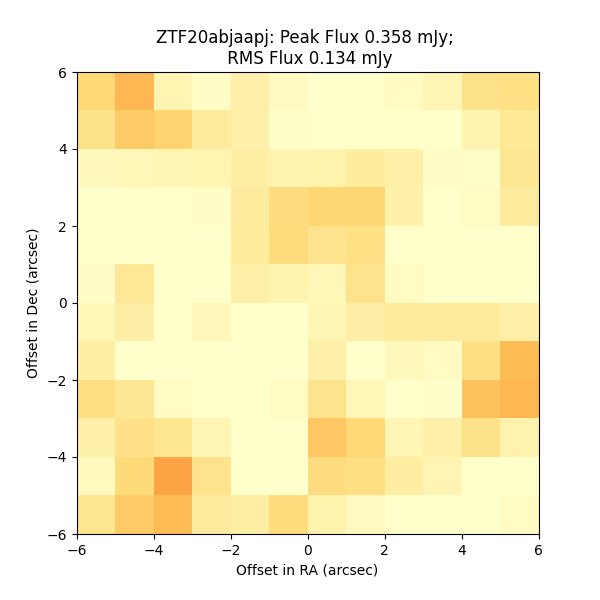 ZTF20abjaapj: Peak Flux 0.358 mJy;
RMS Flux 0.134 mJy
6
4
2
0
−2
−4
−6
Offset in Dec (arcsec)
−6 −4 −2 0 2 4 6
Offset in RA (arcsec)